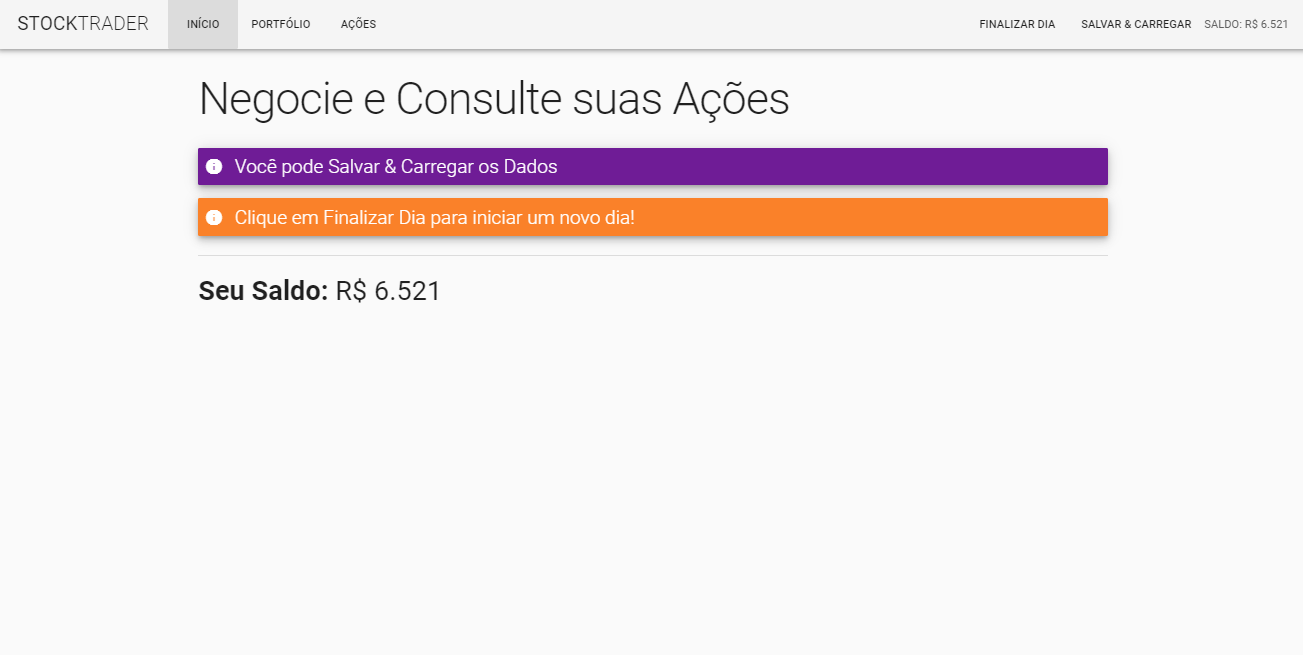 STOCKTRADER INÍCIO PORTFÓLIO AÇÕES FINALIZAR DIA SALVAR & CARREGAR SALDO: R$ 6.521
Negocie e Consulte suas Ações
Você pode Salvar & Carregar os Dados
Clique em Finalizar Dia para iniciar um novo dia!
Seu Saldo: R$ 6.521